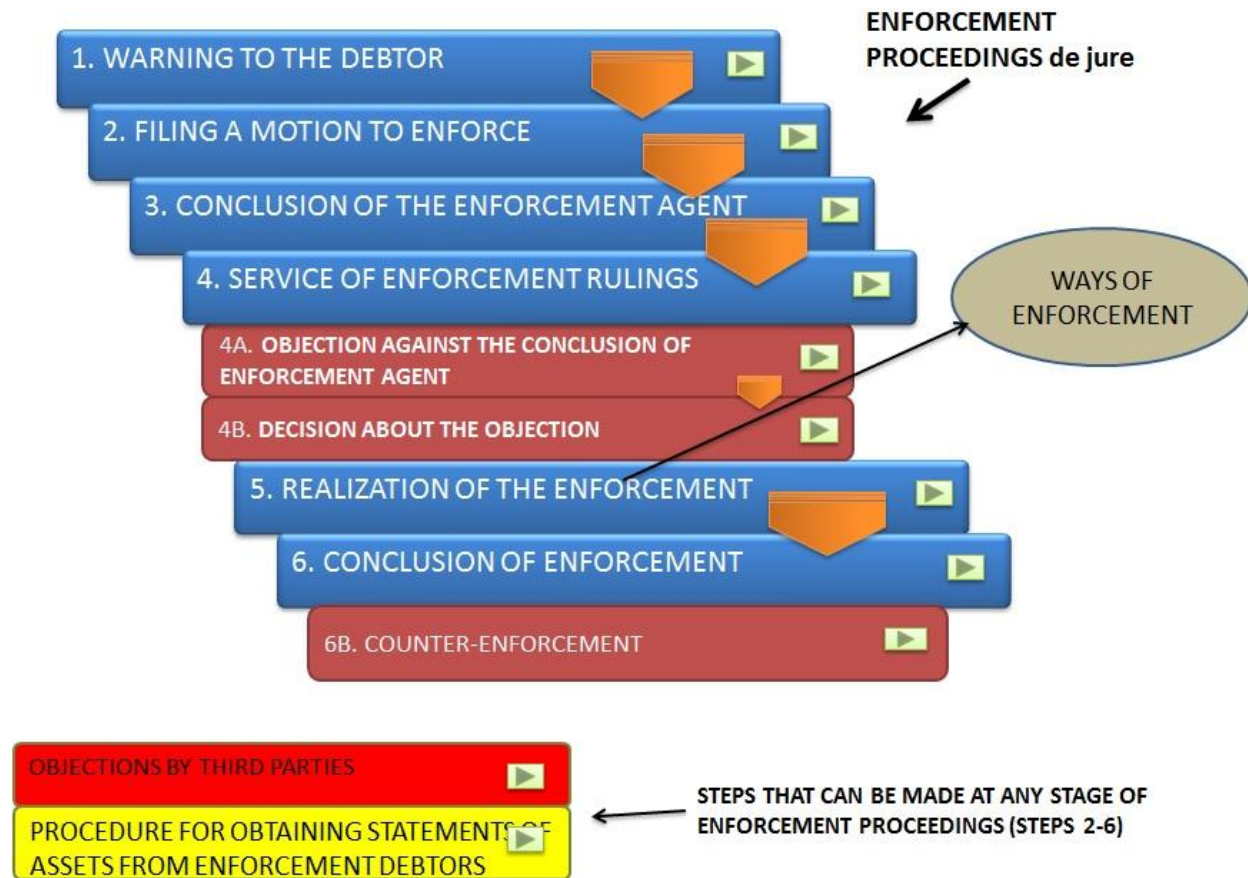 ENFORCEMENT
PROCEEDINGS de jure
1. WARNING TO THE DEBTOR
2. FILING A MOTION TO ENFORCE
3. CONCLUSION OF THE ENFORCEMENT AGENT
4. SERVICE OF ENFORCEMENT RULINGS
WAYS OF
ENFORCEMENT
4A. OBJECTION AGAINST THE CONCLUSION OF
ENFORCEMENT AGENT
4B. DECISION ABOUT THE OBJECTION
5. REALIZATION OF THE ENFORCEMENT
6. CONCLUSION OF ENFORCEMENT
6B. COUNTER-ENFORCEMENT
OBJECTIONS BY THIRD PARTIES
PROCEDURE FOR OBTAINING STATEMENTS OF
ASSETS FROM ENFORCEMENT DEBTORS
STEPS THAT CAN BE MADE AT ANY STAGE OF
ENFORCEMENT PROCEEDINGS (STEPS 2-6)